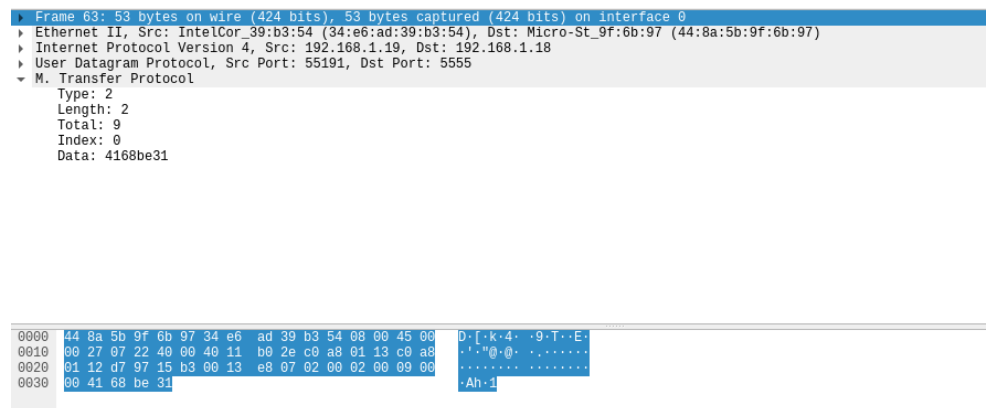 Frame 63: 53 bytes on wire (424 bits), 53 bytes captured (424 bits) on interface 0
Ethernet II, Src: IntelCor_39:b3:54 (34:e6:ad:39:b3:54), Dst: Micro-St_9f:6b:97 (44:8a:5b:9f:6b:97)
Internet Protocol Version 4, Src: 192.168.1.19, Dst: 192.168.1.18
User Datagram Protocol, Src Port: 55191, Dst Port: 5555
M. Transfer Protocol
Type: 2
Length: 2
Total: 9
Index: 0
Data: 4168be31
0000 44 8a 5b 9f 6b 97 34 e6 ad 39 b3 54 08 00 45 00 D·[·k·4· ·9·T··E·
0010 00 27 07 22 40 00 40 11 b0 2e c0 a8 01 13 c0 a8 ·'·"@·@· ·.······
0020 01 12 d7 97 15 b3 00 13 e8 07 02 00 02 00 09 00 ········ ········
0030 00 41 68 be 31 ·Ah·1